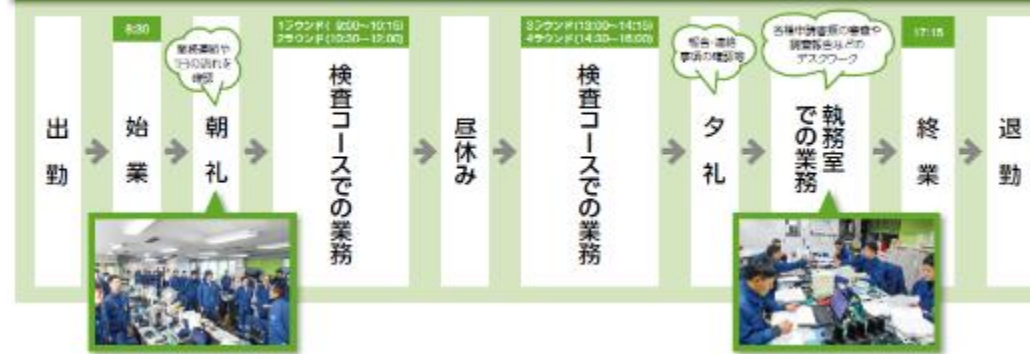 出勤
8:30
始業
業務連絡や
1日の流れを
確認
朝礼
1ラウンド( 9:00~10:15)
2ラウンド(10:30~12:00)
検査コースでの業務
昼休み
3ラウンド(13:00~14:15)
4ラウンド(14:30~16:00)
検査コースでの業務
報告・連絡
事項の確認等
夕礼
各種申請書類の審査や
調査報告などの
デスクワーク
執務室
での業務
17:15
終業
退勤